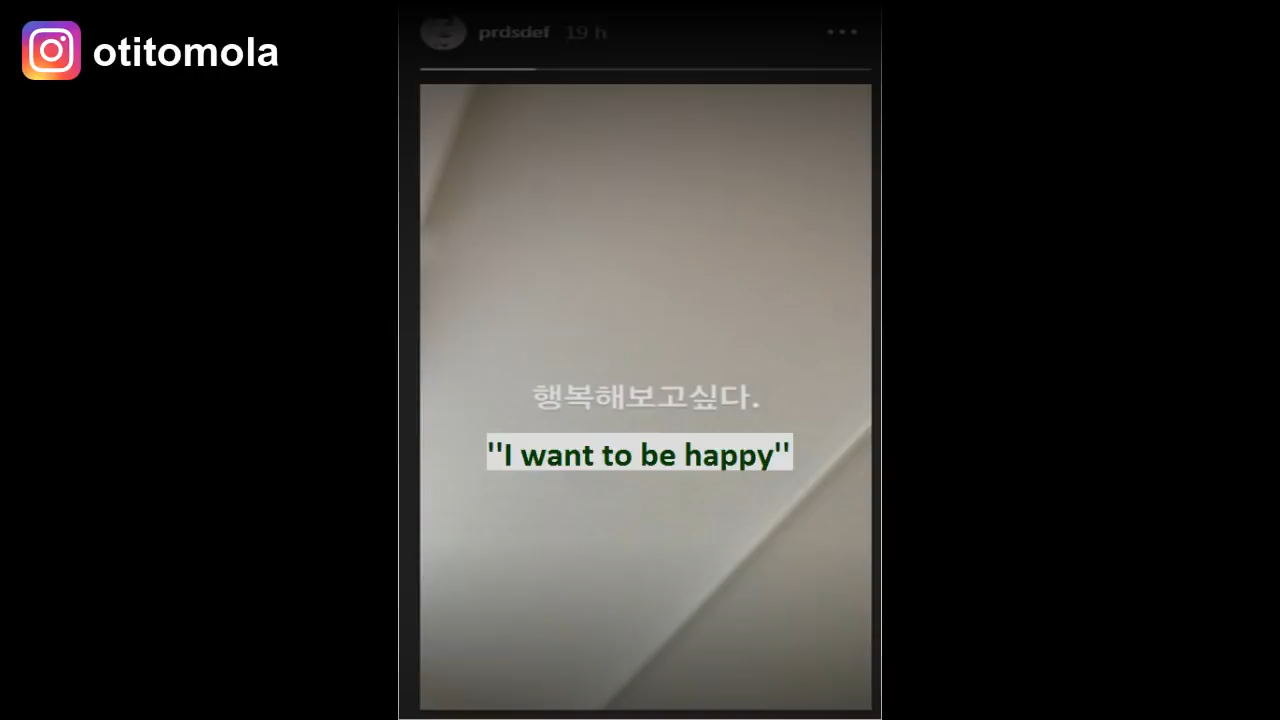 otitomola
prdsdef 19 h
행복해보고싶다.
"I want to be happy"